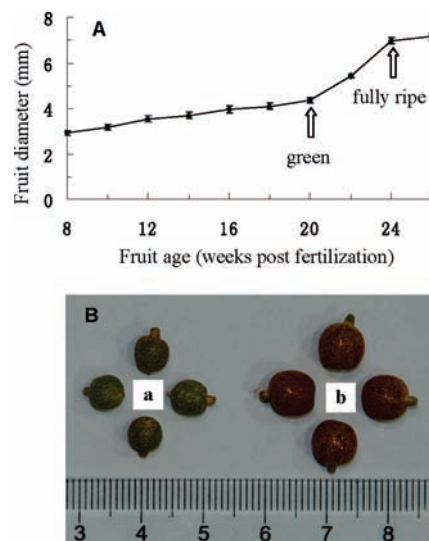 A
8
6
4
2
0
Fruit diameter (mm)
fully ripe
green
8 12 16 20 24
Fruit age (weeks post fertilization)
B
a b
3 4 5 6 7 8